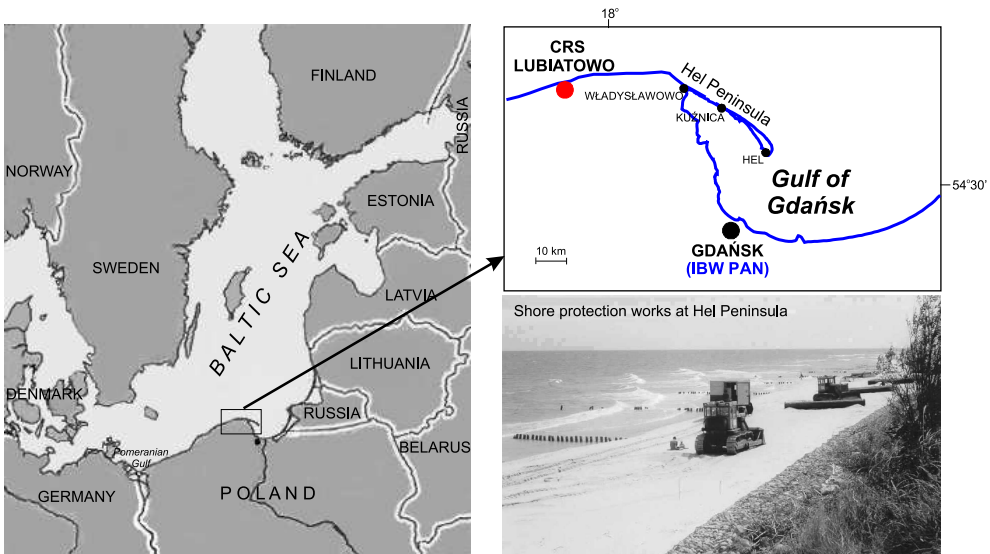 FINLAND
RUSSIA
NORWAY
ESTONIA
SWEDEN
BALTIC SEA
LATVIA
LITHUANIA
DENMARK
RUSSIA
BELARUS
Pomeranian
Gulf
GERMANY
POLAND
18°
CRS
LUBIATOWO
Hel Peninsula
WŁADYSŁAWOWO
KUŹNICA
HEL
Gulf of
Gdańsk
54°30'
10 km
GDAŃSK
(IBW PAN)
Shore protection works at Hel Peninsula